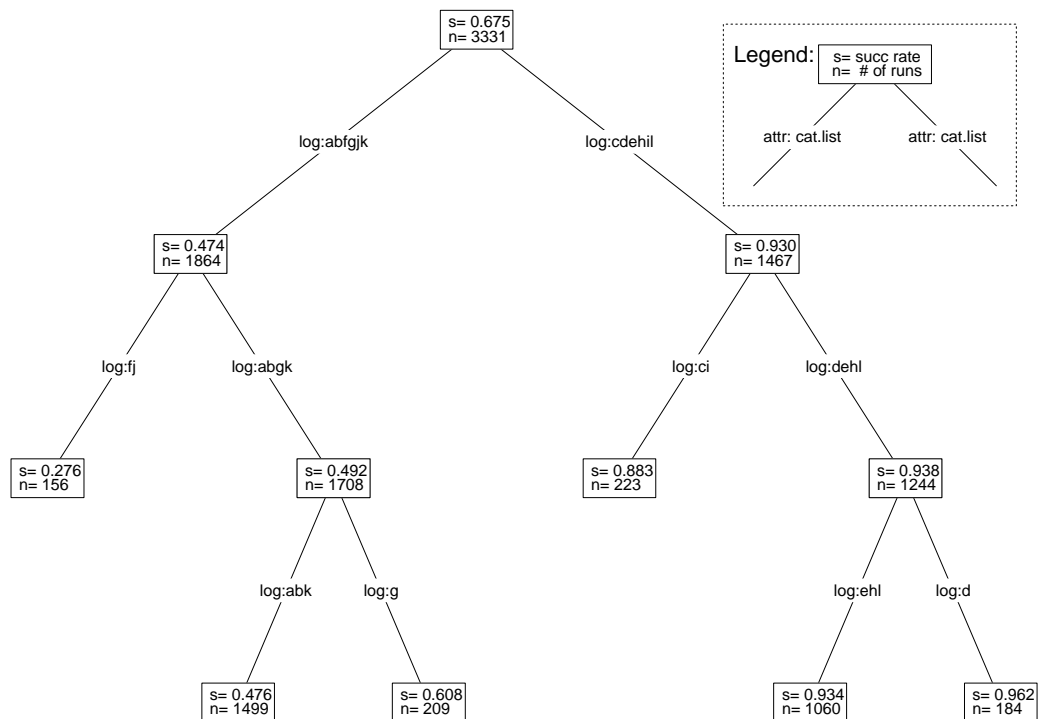 s= 0.675
n= 3331
Legend:
s= succ rate
n= # of runs
attr: cat.list
attr: cat.list
log:abfgjk
log:cdehil
s= 0.474
n= 1864
s= 0.930
n= 1467
log:fj
log:abgk
log:ci
log:dehl
s= 0.276
n= 156
s= 0.492
n= 1708
s= 0.883
n= 223
s= 0.938
n= 1244
log:abk
log:g
log:ehl
log:d
s= 0.476
n= 1499
s= 0.608
n= 209
s= 0.934
n= 1060
s= 0.962
n= 184